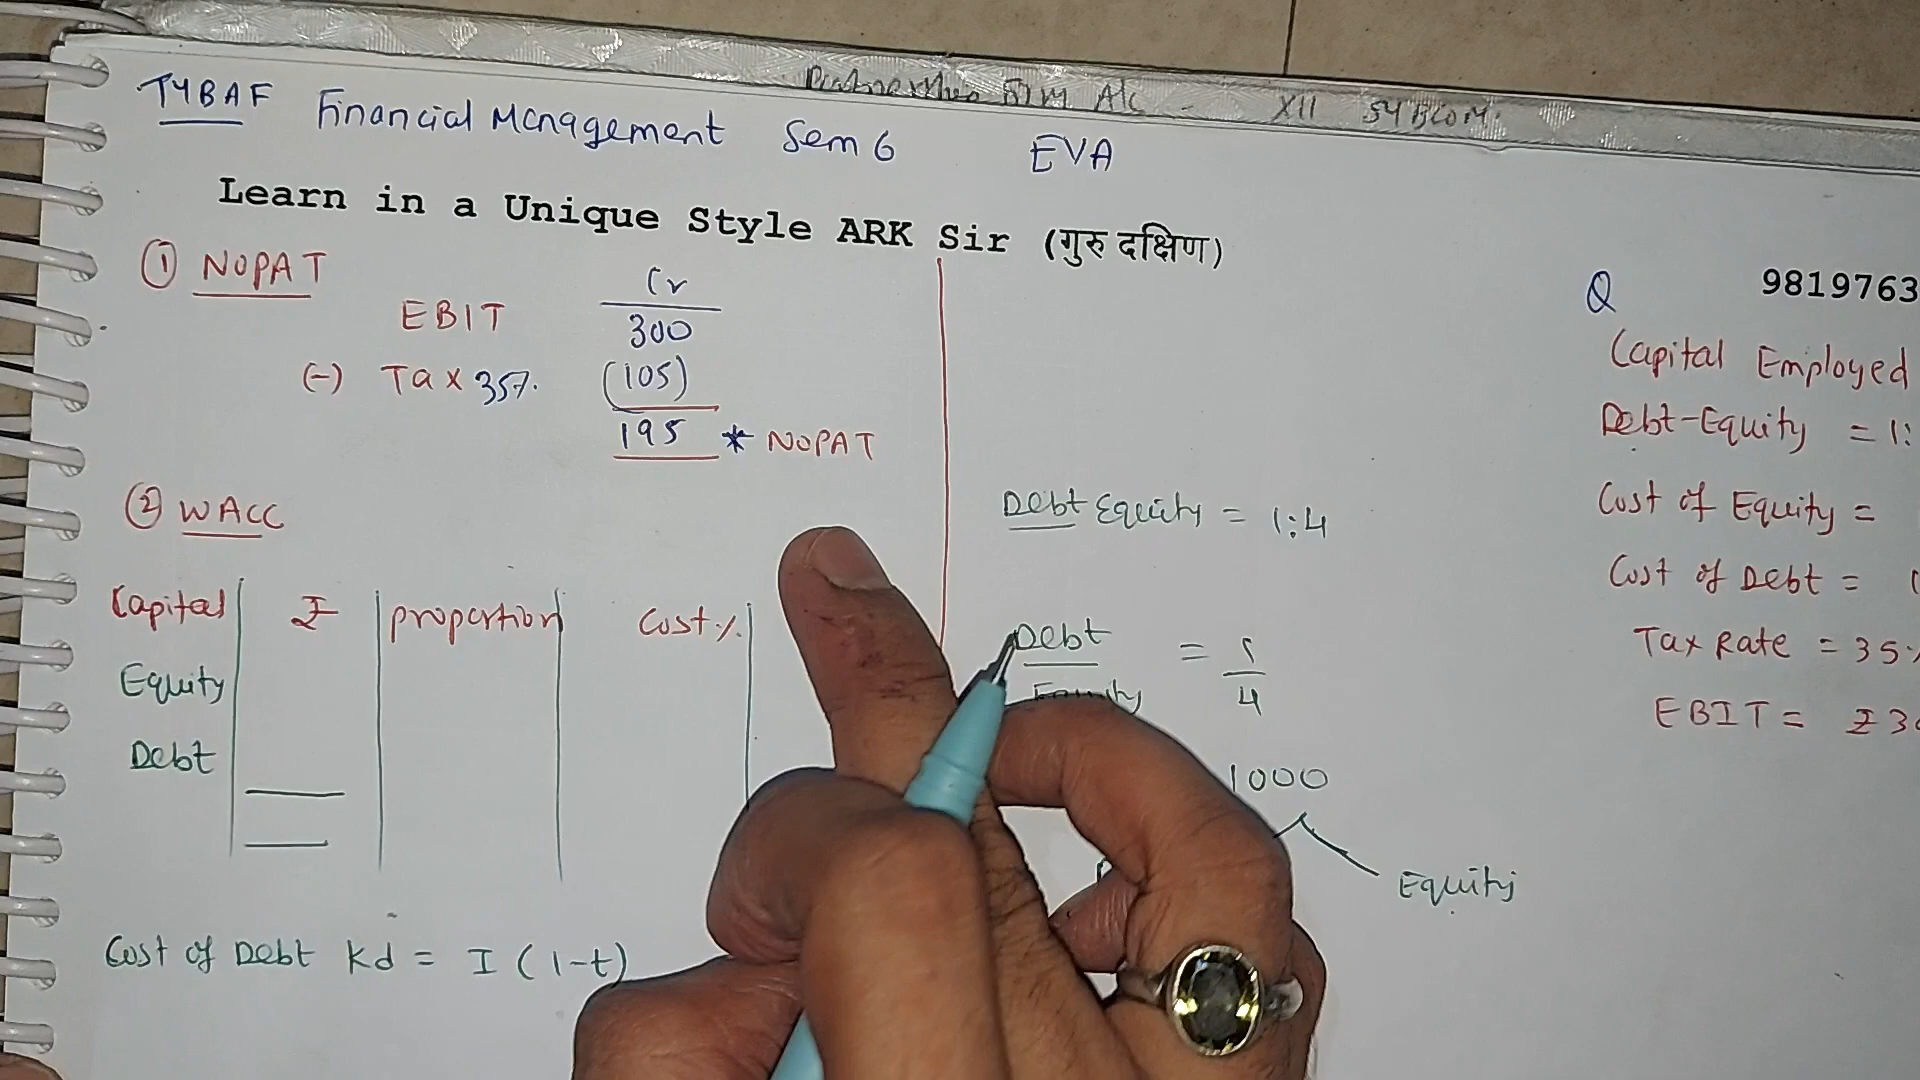 A/c - XII SYBCOM.
TYBAF Financial Management Sem 6 EVA
Learn in a Unique Style ARK Sir (गुरु दक्षिण)
① NOPAT
Cr
EBIT 300
(-) Tax 35%. (105)
195 * NOPAT
② WACC
Capital ₹ proportion Cost %
Equity
Debt
Cost of Debt Kd = I (1-t)
Debt Equity = 1:4
Debt = 1
Equity 4
1000
Equity
Q 9819763
Capital Employed
Debt-Equity = 1:
Cost of Equity =
Cost of Debt = 1
Tax Rate = 35%
EBIT = ₹ 30